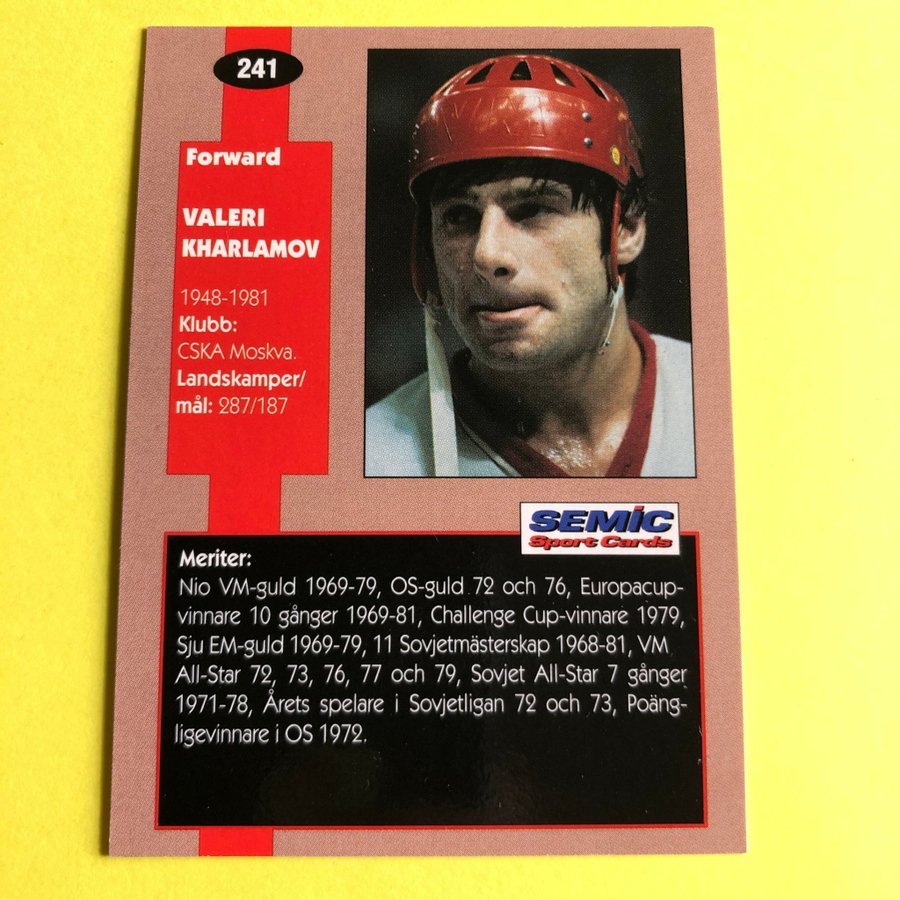 241
Forward
VALERI
KHARLAMOV
1948-1981
Klubb:
CSKA Moskva.
Landskamper/
mål: 287/187
SEMIC
Sport Cards
Meriter:
Nio VM-guld 1969-79, OS-guld 72 och 76, Europacup-
vinnare 10 gånger 1969-81, Challenge Cup-vinnare 1979,
Sju EM-guld 1969-79, 11 Sovjetmästerskap 1968-81, VM
All-Star 72, 73, 76, 77 och 79, Sovjet All-Star 7 gånger
1971-78, Årets spelare i Sovjetligan 72 och 73, Poäng-
ligevinnare i OS 1972.